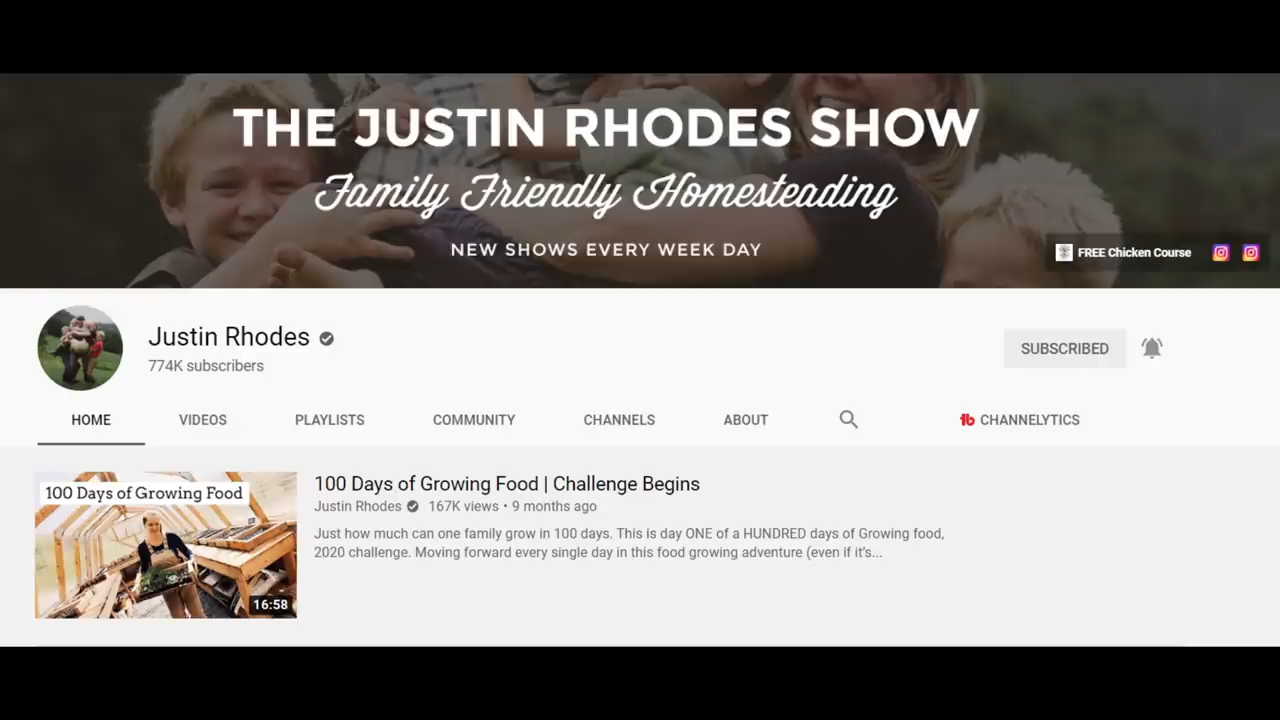 THE JUSTIN RHODES SHOW
Family Friendly Homesteading
NEW SHOWS EVERY WEEK DAY
FREE Chicken Course
Justin Rhodes
774K subscribers
SUBSCRIBED
HOME VIDEOS PLAYLISTS COMMUNITY CHANNELS ABOUT tb CHANNELYTICS
100 Days of Growing Food
16:58
100 Days of Growing Food | Challenge Begins
Justin Rhodes 167K views • 9 months ago
Just how much can one family grow in 100 days. This is day ONE of a HUNDRED days of Growing food,
2020 challenge. Moving forward every single day in this food growing adventure (even if it's...